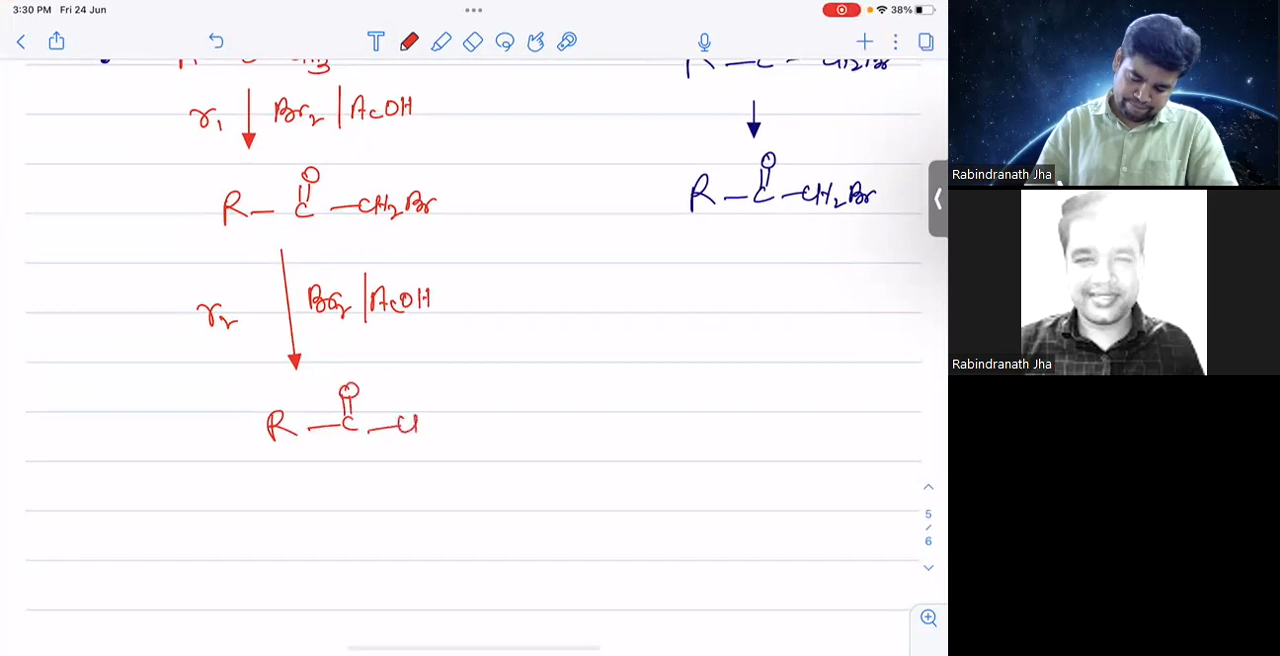 3:30 PM Fri 24 Jun
38%
T
r1 Br2 | AcOH
O
R - C - CH2Br
O
R - C - CH2Br
r2 Br2 | AcOH
O
R - C - CH
5
/
6
Rabindranath Jha
Rabindranath Jha